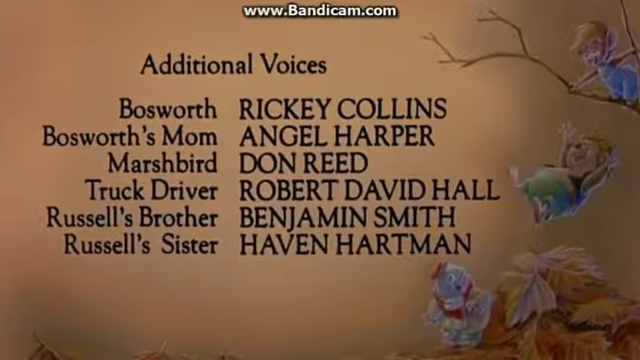 www.Bandicam.com
Additional Voices
Bosworth RICKEY COLLINS
Bosworth's Mom ANGEL HARPER
Marshbird DON REED
Truck Driver ROBERT DAVID HALL
Russell's Brother BENJAMIN SMITH
Russell's Sister HAVEN HARTMAN